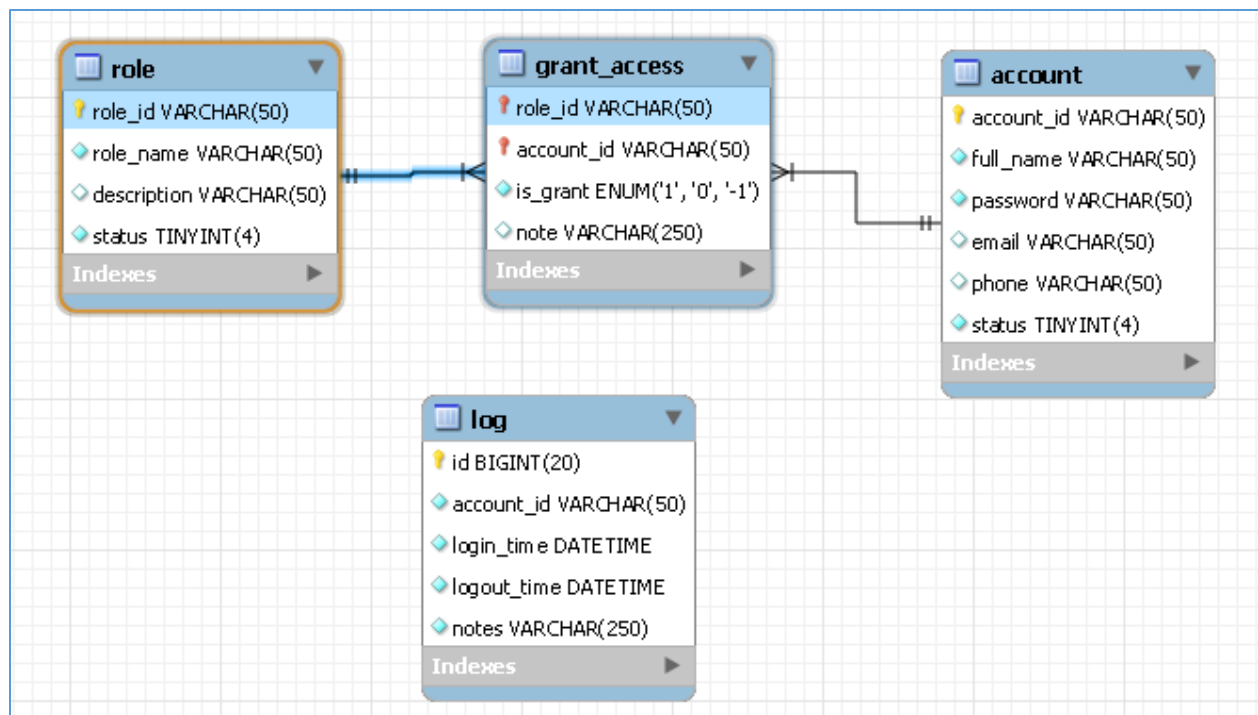 role
role_id VARCHAR(50)
role_name VARCHAR(50)
description VARCHAR(50)
status TINYINT(4)
Indexes
grant_access
role_id VARCHAR(50)
account_id VARCHAR(50)
is_grant ENUM('1', '0', '-1')
note VARCHAR(250)
Indexes
account
account_id VARCHAR(50)
full_name VARCHAR(50)
password VARCHAR(50)
email VARCHAR(50)
phone VARCHAR(50)
status TINYINT(4)
Indexes
log
id BIGINT(20)
account_id VARCHAR(50)
login_time DATETIME
logout_time DATETIME
notes VARCHAR(250)
Indexes